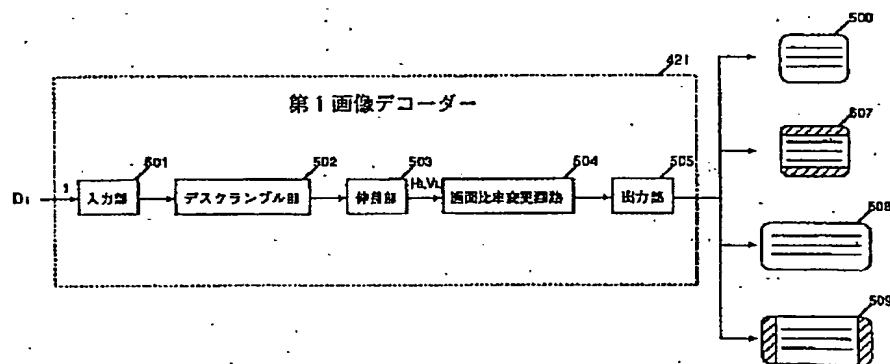 500
421
第1画像デコーダー
507
501
502
503
504
505
D1
1
入力部
デスクランブル部
伸長部
H1,V1
画面比率変更回路
出力部
508
509